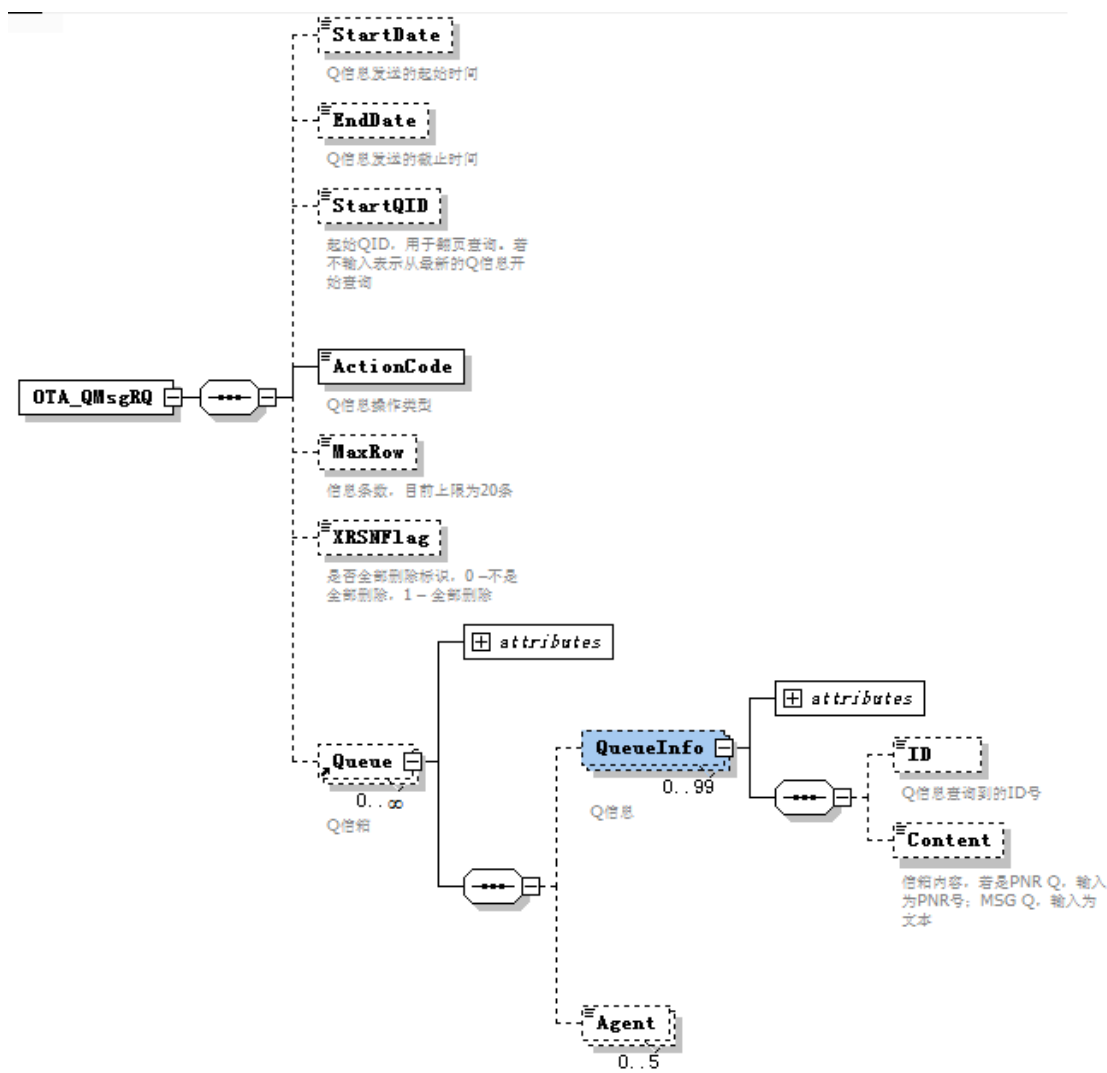 StartDate
Q信息发送的起始时间
EndDate
Q信息发送的截止时间
StartQID
起始QID，用于翻页查询。若
不输入表示从最新的Q信息开
始查询
OTA_QMsgRQ
ActionCode
Q信息操作类型
MaxRow
信息条数，目前上限为20条
XRSNFlag
是否全部删除标识，0 –不是
全部删除，1 – 全部删除
attributes
Queue
0..∞
Q信箱
QueueInfo
0..99
Q信息
attributes
ID
Q信息查询到的ID号
Content
信箱内容，若是PNR Q，输入
为PNR号；MSG Q，输入为
文本
Agent
0..5